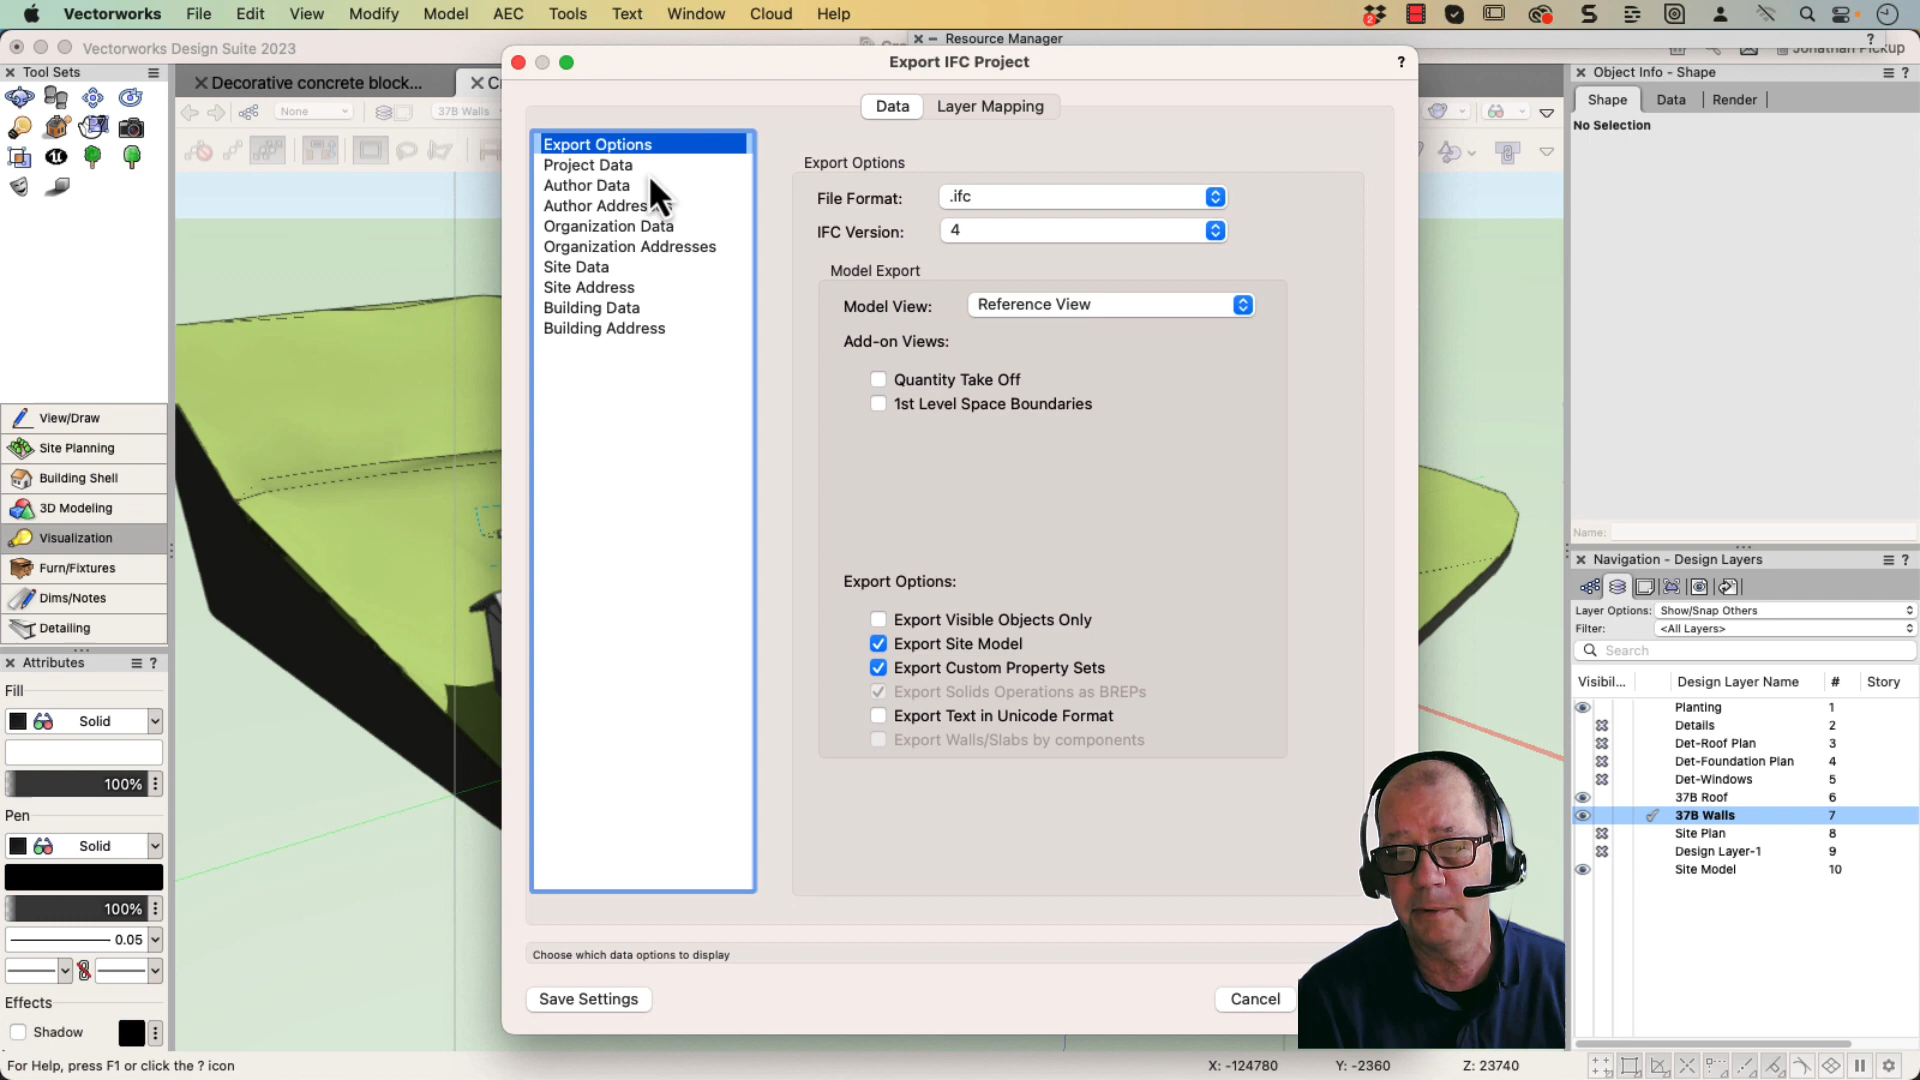 Vectorworks File Edit View Modify Model AEC Tools Text Window Cloud Help
2
Vectorworks Design Suite 2023
Resource Manager
?
Export IFC Project
?
Tool Sets
Decorative concrete block...
None
37B Walls
Data Layer Mapping
Export Options
Project Data
Author Data
Author Addres
Organization Data
Organization Addresses
Site Data
Site Address
Building Data
Building Address
Export Options
File Format: .ifc
IFC Version: 4
Model Export
Model View: Reference View
Add-on Views:
Quantity Take Off
1st Level Space Boundaries
Export Options:
Export Visible Objects Only
Export Site Model
Export Custom Property Sets
Export Solids Operations as BREPs
Export Text in Unicode Format
Export Walls/Slabs by components
Choose which data options to display
Save Settings
Cancel
View/Draw
Site Planning
Building Shell
3D Modeling
Visualization
Furn/Fixtures
Dims/Notes
Detailing
Attributes ?
Fill
Solid
100%
Pen
Solid
100%
0.05
Effects
Shadow
Object Info - Shape ?
Shape Data Render
No Selection
Name:
Navigation - Design Layers ?
Layer Options: Show/Snap Others
Filter: <All Layers>
Search
Visibil... Design Layer Name # Story
Planting 1
Details 2
Det-Roof Plan 3
Det-Foundation Plan 4
Det-Windows 5
37B Roof 6
37B Walls 7
Site Plan 8
Design Layer-1 9
Site Model 10
For Help, press F1 or click the ? icon
X: -124780 Y: -2360 Z: 23740